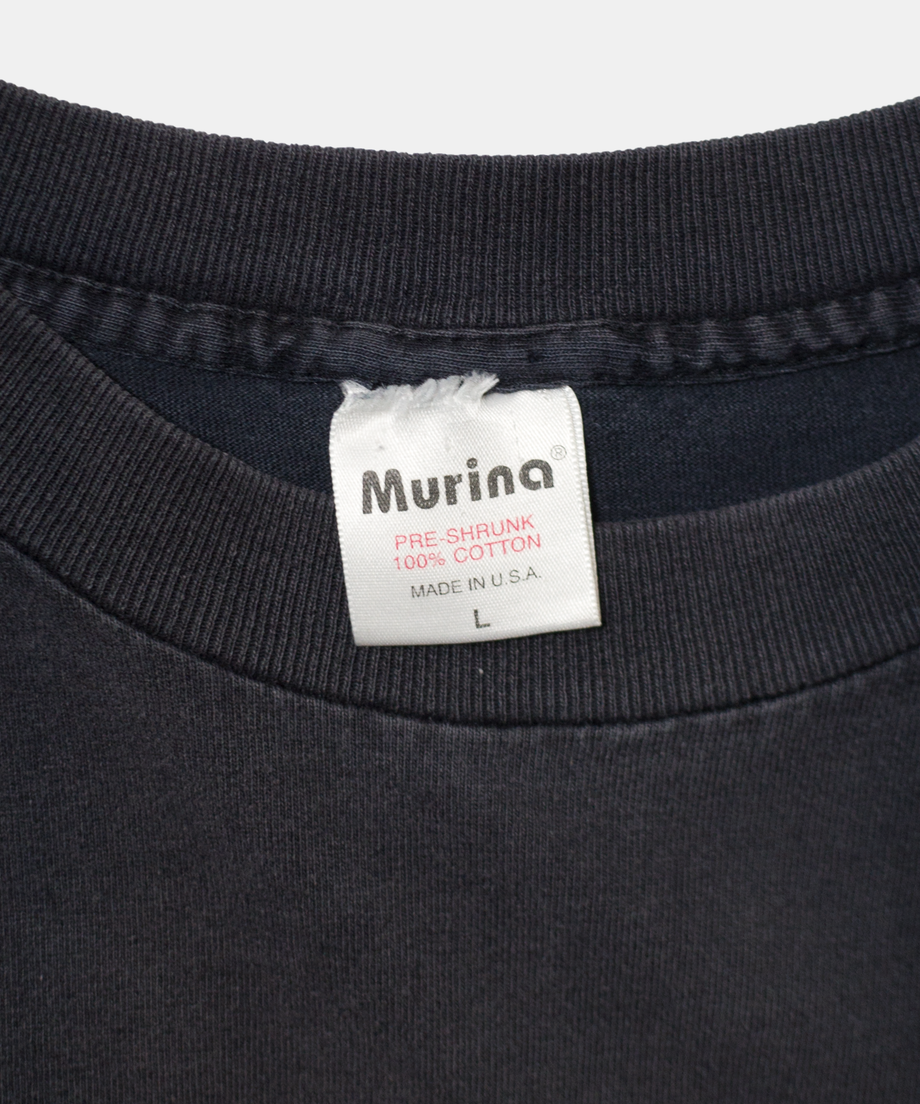 Murina®
PRE-SHRUNK
100% COTTON
MADE IN U.S.A.
L